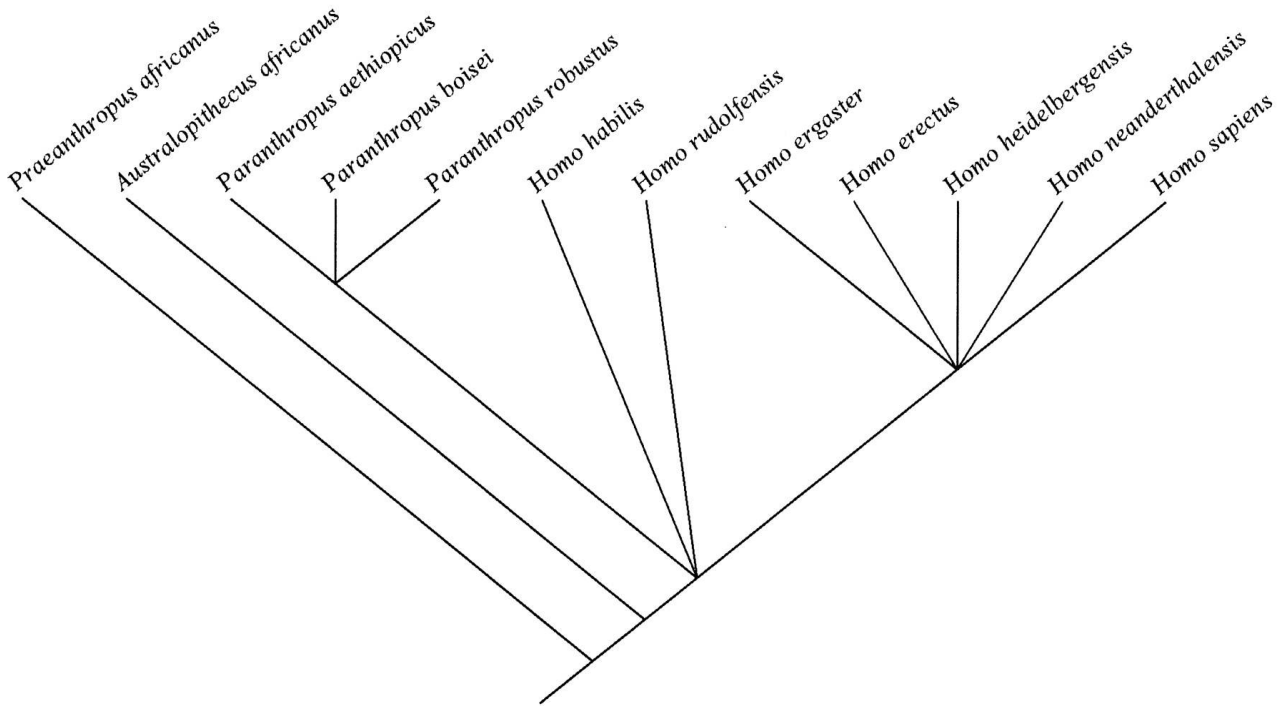 Praeanthropus africanus
Australopithecus africanus
Paranthropus aethiopicus
Paranthropus boisei
Paranthropus robustus
Homo habilis
Homo rudolfensis
Homo ergaster
Homo erectus
Homo heidelbergensis
Homo neanderthalensis
Homo sapiens